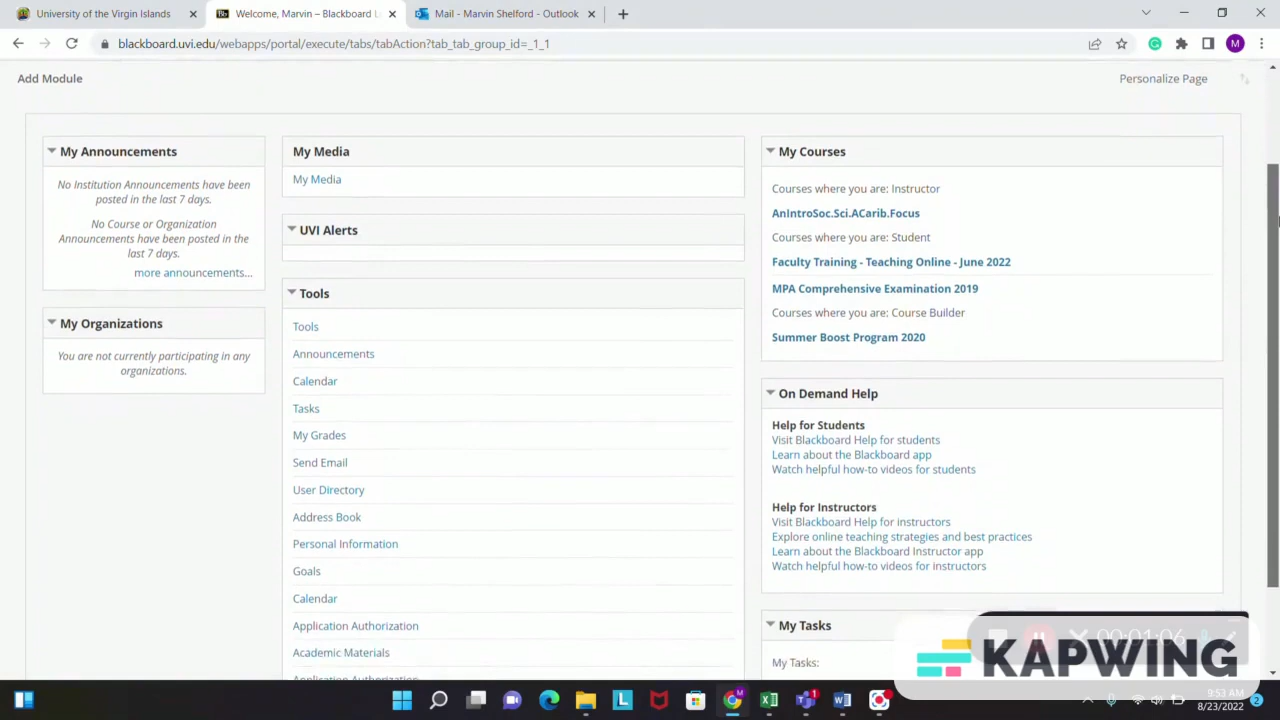 University of the Virgin Islands
Welcome, Marvin – Blackboard L
Mail - Marvin Shelford - Outlook
blackboard.uvi.edu/webapps/portal/execute/tabs/tabAction?tab_tab_group_id=_1_1
M
Add Module
Personalize Page
My Announcements
No Institution Announcements have been
posted in the last 7 days.
No Course or Organization
Announcements have been posted in the
last 7 days.
more announcements...
My Organizations
You are not currently participating in any
organizations.
My Media
My Media
UVI Alerts
Tools
Tools
Announcements
Calendar
Tasks
My Grades
Send Email
User Directory
Address Book
Personal Information
Goals
Calendar
Application Authorization
Academic Materials
Application Authorization
My Courses
Courses where you are: Instructor
AnIntroSoc.Sci.ACarib.Focus
Courses where you are: Student
Faculty Training - Teaching Online - June 2022
MPA Comprehensive Examination 2019
Courses where you are: Course Builder
Summer Boost Program 2020
On Demand Help
Help for Students
Visit Blackboard Help for students
Learn about the Blackboard app
Watch helpful how-to videos for students
Help for Instructors
Visit Blackboard Help for instructors
Explore online teaching strategies and best practices
Learn about the Blackboard Instructor app
Watch helpful how-to videos for instructors
My Tasks
My Tasks:
00:01:06
KAPWING
9:53 AM
8/23/2022
2